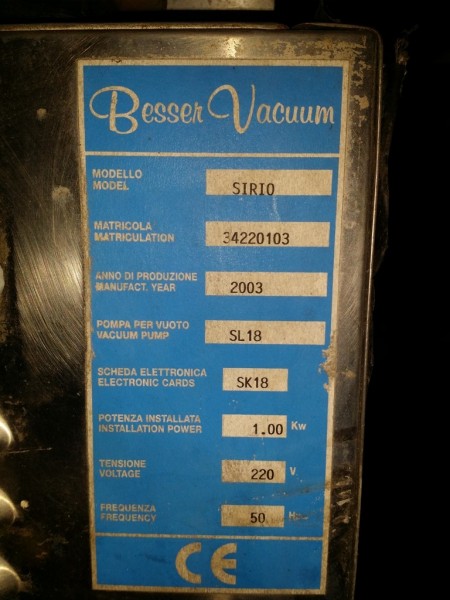 Besser Vacuum
MODELLO
MODEL
SIRIO
MATRICOLA
MATRICULATION
34220103
ANNO DI PRODUZIONE
MANUFACT. YEAR
2003
POMPA PER VUOTO
VACUUM PUMP
SL18
SCHEDA ELETTRONICA
ELECTRONIC CARDS
SK18
POTENZA INSTALLATA
INSTALLATION POWER
1.00 Kw
TENSIONE
VOLTAGE
220 V
FREQUENZA
FREQUENCY
50
CE